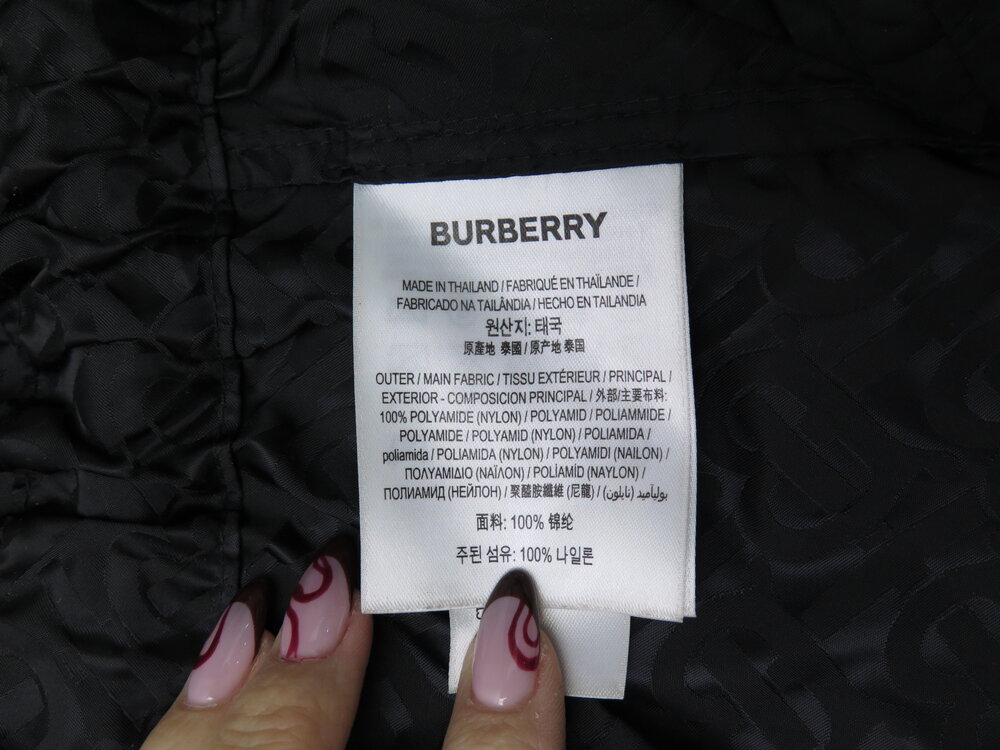 BURBERRY
MADE IN THAILAND / FABRIQUÉ EN THAÏLANDE /
FABRICADO NA TAILÂNDIA / HECHO EN TAILANDIA
원산지: 태국
原產地 泰國 / 原产地 泰国
OUTER / MAIN FABRIC / TISSU EXTÉRIEUR / PRINCIPAL /
EXTERIOR - COMPOSICION PRINCIPAL / 外部/主要布料:
100% POLYAMIDE (NYLON) / POLYAMID / POLIAMMIDE /
POLYAMIDE / POLYAMID (NYLON) / POLIAMIDA /
poliamida / POLIAMIDA (NYLON) / POLYAMIDI (NAILON) /
ΠΟΛΥΑΜΙΔΙΟ (ΝΑΪΛΟΝ) / POLİAMİD (NAYLON) /
ПОЛИАМИД (НЕЙЛОН) / 聚醯胺纖維 (尼龍) / بوليأميد (نايلون)
面料: 100% 锦纶
주된 섬유: 100% 나일론